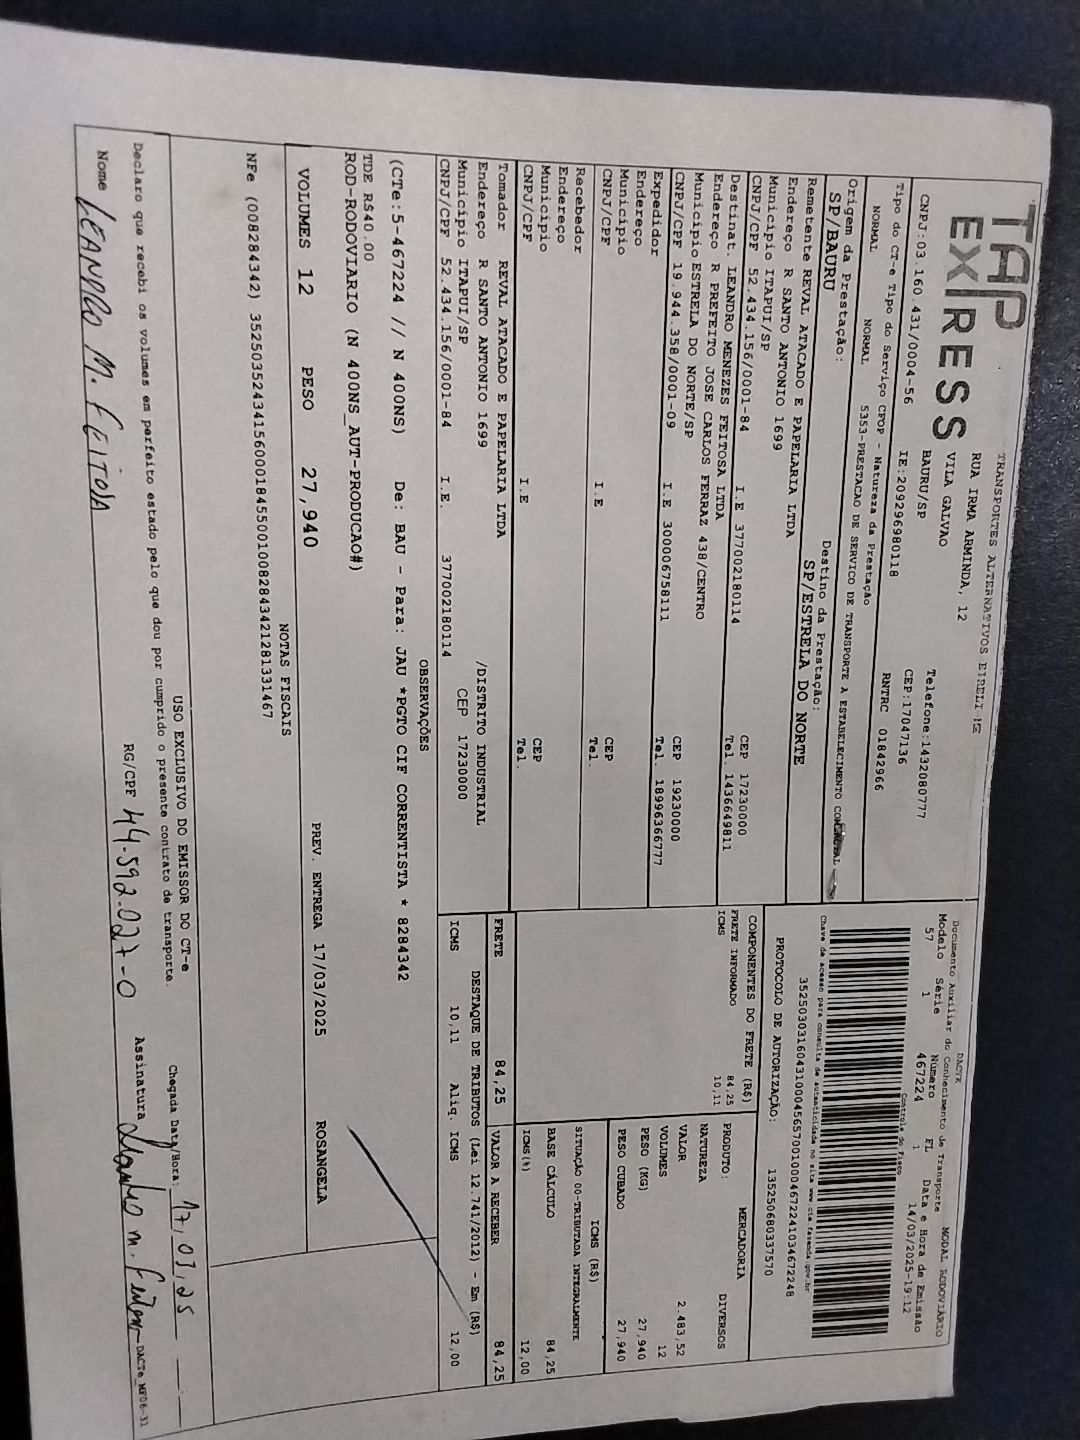 TAP
EXPRESS
TRANSPORTES ALTERNATIVOS EIRELI ME
RUA IRMA ARMINDA, 12
VILA GALVAO
BAURU/SP
Telefone:1432080777
CEP:17047136
CNPJ:03.160.431/0004-56 IE:209296980118 RNTRC 01842966
Tipo do CT-e Tipo do Serviço CFOP - Natureza da Prestação
NORMAL NORMAL 5353-PRESTACAO DE SERVICO DE TRANSPORTE A ESTABELECIMENTO
Origem da Prestação: Destino da Prestação:
SP/BAURU SP/ESTRELA DO NORTE
Remetente REVAL ATACADO E PAPELARIA LTDA
Endereço R SANTO ANTONIO 1699
Município ITAPUI/SP CEP 17230000
CNPJ/CPF 52.434.156/0001-84 I.E 377002180114 Tel. 1436649811
Destinat. LEANDRO MENEZES FEITOSA LTDA
Endereço R PREFEITO JOSE CARLOS FERRAZ 438/CENTRO
Município ESTRELA DO NORTE/SP CEP 19230000
CNPJ/CPF 19.944.358/0001-09 I.E 300006758111 Tel. 18996366777
Expedidor
Endereço
Município CEP
CNPJ/CPF I.E Tel.
Recebedor
Endereço
Município CEP
CNPJ/CPF I.E Tel.
Tomador REVAL ATACADO E PAPELARIA LTDA
Endereço R SANTO ANTONIO 1699 /DISTRITO INDUSTRIAL
Município ITAPUI/SP CEP 17230000
CNPJ/CPF 52.434.156/0001-84 I.E. 377002180114
DACTE
Documento Auxiliar do Conhecimento de Transporte MODAL RODOVIÁRIO
Modelo Série Número FL Data e Hora de Emissão
57 1 467224 1 14/03/2025-19:12
Controle do Fisco
Chave de acesso para consulta de autenticidade no site www.cte.fazenda.gov.br
35250303160431000456570010004672241034672248
PROTOCOLO DE AUTORIZAÇÃO: 135250680337570
COMPONENTES DO FRETE (R$)
FRETE INFORMADO 84,25
ICMS 10,11
PRODUTO: MERCADORIA
NATUREZA DIVERSOS
VALOR 2.483,52
VOLUMES 12
PESO (KG) 27,940
PESO CUBADO 27,940
ICMS (R$)
SITUAÇÃO 00-TRIBUTADA INTEGRALMENTE
BASE CÁLCULO 84,25
ICMS(%) 12,00
FRETE 84,25 VALOR A RECEBER 84,25
DESTAQUE DE TRIBUTOS (Lei 12.741/2012) - Em (R$)
ICMS 10,11 Aliq. ICMS 12,00
OBSERVAÇÕES
(CTe:5-467224 // N 400NS) De: BAU - Para: JAU *PGTO CIF CORRENTISTA * 8284342
TDE R$40.00
ROD-RODOVIARIO (N 400NS_AUT-PRODUCAO#)
VOLUMES 12 PESO 27,940 PREV. ENTREGA 17/03/2025 ROSANGELA
NOTAS FISCAIS
NFe (008284342) 35250352434156000184550010082843421281331467
USO EXCLUSIVO DO EMISSOR DO CT-e
Declaro que recebi os volumes em perfeito estado pelo que dou por cumprido o presente contrato de transporte. Chegada Data/Hora: 17,03,25 :
Nome LEANDRO M. FEITOSA RG/CPF 44.592.027-0 Assinatura Leandro M. Feitosa
DACTe_MF06-31